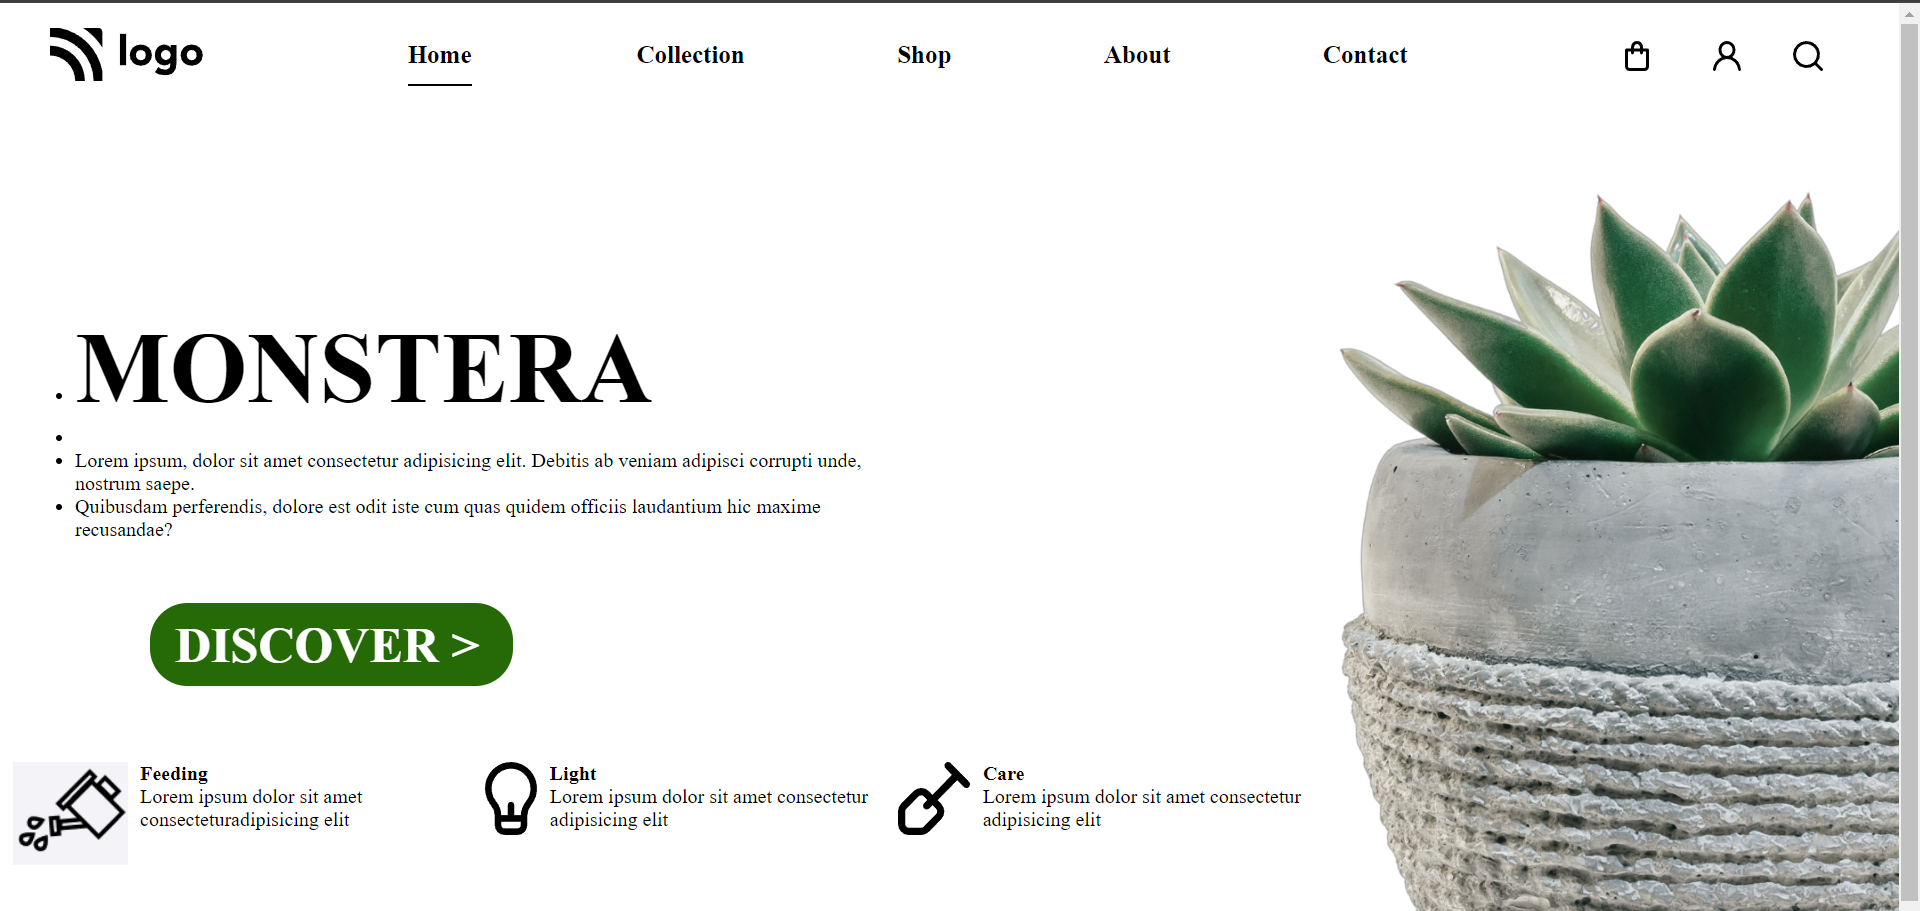 logo
Home Collection Shop About Contact
MONSTERA
Lorem ipsum, dolor sit amet consectetur adipisicing elit. Debitis ab veniam adipisci corrupti unde,
nostrum saepe.
Quibusdam perferendis, dolore est odit iste cum quas quidem officiis laudantium hic maxime
recusandae?
DISCOVER >
Feeding
Lorem ipsum dolor sit amet
consecteturadipisicing elit
Light
Lorem ipsum dolor sit amet consectetur
adipisicing elit
Care
Lorem ipsum dolor sit amet consectetur
adipisicing elit